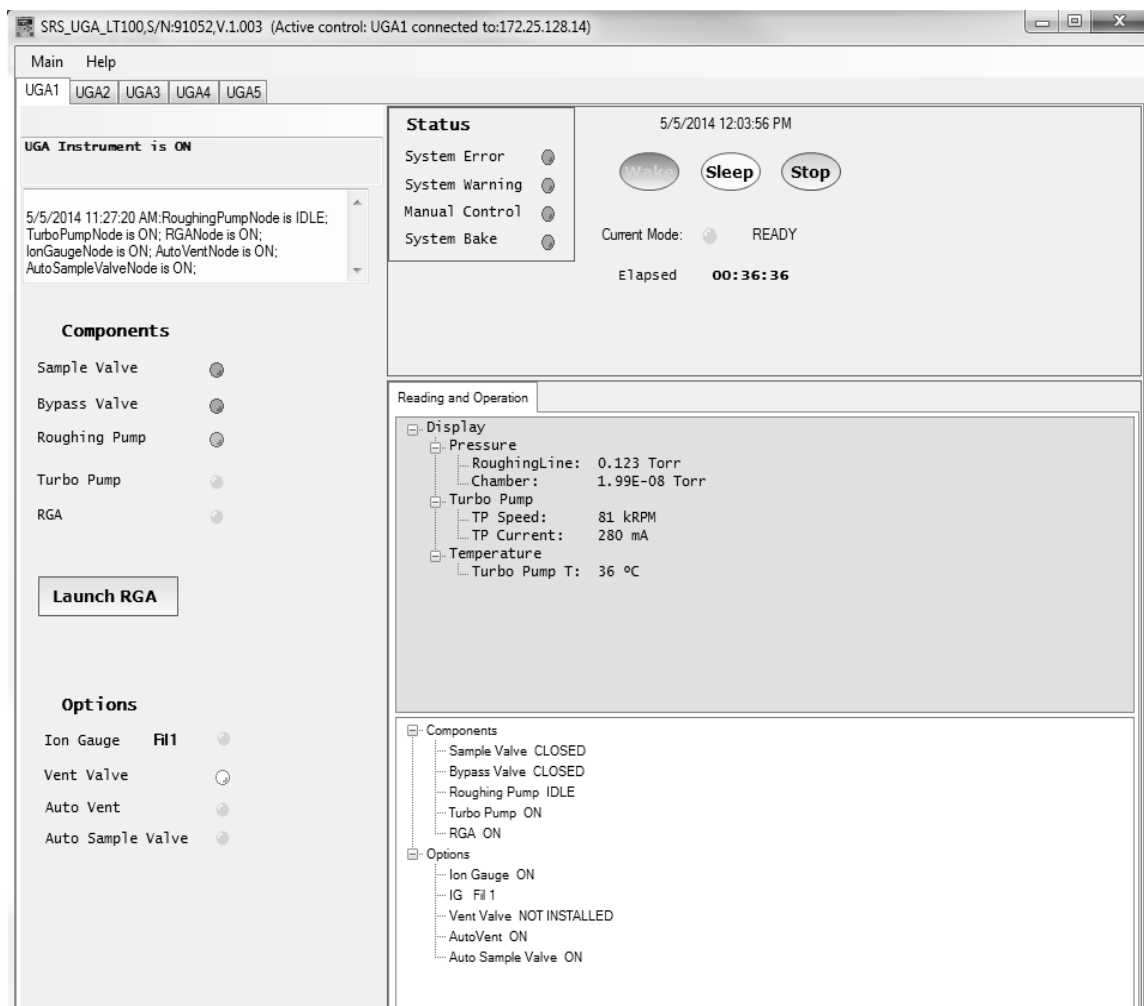 SRS_UGA_LT100,S/N:91052,V.1.003 (Active control: UGA1 connected to:172.25.128.14)
Main Help
UGA1 UGA2 UGA3 UGA4 UGA5
UGA Instrument is ON
5/5/2014 11:27:20 AM:RoughingPumpNode is IDLE;
TurboPumpNode is ON; RGANode is ON;
IonGaugeNode is ON; AutoVentNode is ON;
AutoSampleValveNode is ON;
Components
Sample Valve
Bypass Valve
Roughing Pump
Turbo Pump
RGA
Launch RGA
Options
Ion Gauge Fil1
Vent Valve
Auto Vent
Auto Sample Valve
Status
System Error
System Warning
Manual Control
System Bake
5/5/2014 12:03:56 PM
Wake Sleep Stop
Current Mode: READY
Elapsed 00:36:36
Reading and Operation
Display
Pressure
RoughingLine: 0.123 Torr
Chamber: 1.99E-08 Torr
Turbo Pump
TP Speed: 81 kRPM
TP Current: 280 mA
Temperature
Turbo Pump T: 36 ºC
Components
Sample Valve CLOSED
Bypass Valve CLOSED
Roughing Pump IDLE
Turbo Pump ON
RGA ON
Options
Ion Gauge ON
IG Fil 1
Vent Valve NOT INSTALLED
AutoVent ON
Auto Sample Valve ON